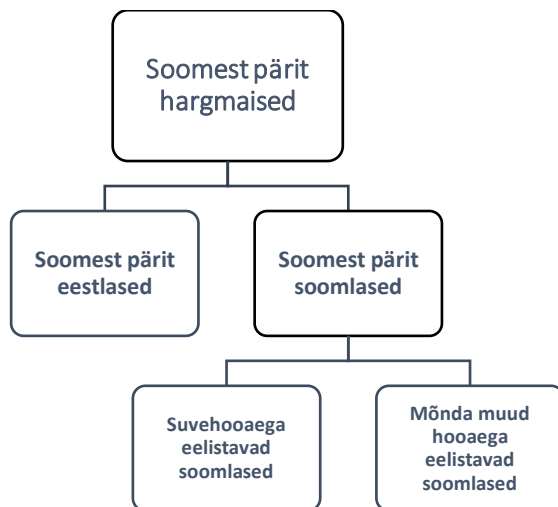 Soomest pärit
hargmaised
Soomest pärit
eestlased
Soomest pärit
soomlased
Suvehooaega
eelistavad
soomlased
Mõnda muud
hooaega
eelistavad
soomlased